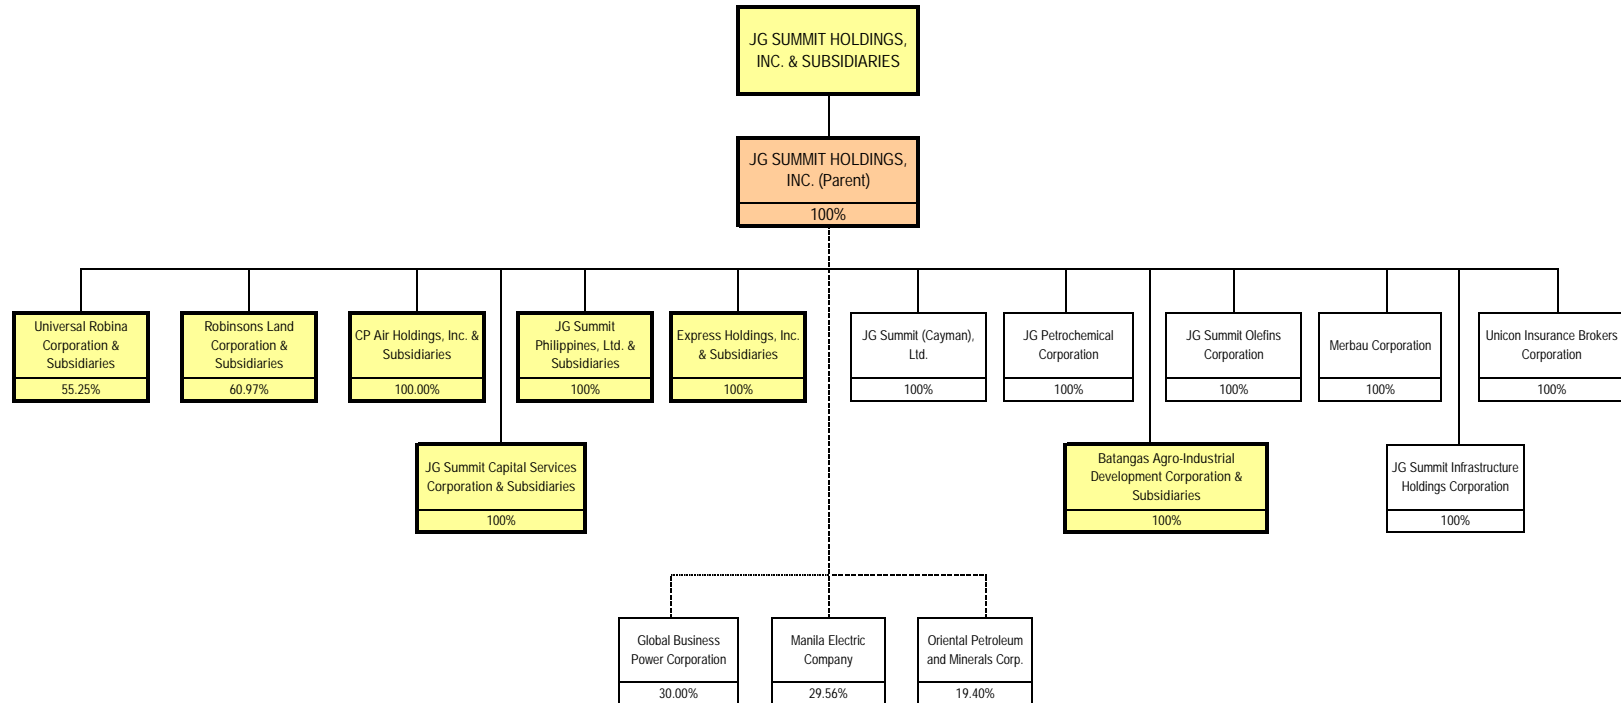 JG SUMMIT HOLDINGS,
INC. & SUBSIDIARIES
JG SUMMIT HOLDINGS,
INC. (Parent)
100%
Universal Robina
Corporation &
Subsidiaries
55.25%
Robinsons Land
Corporation &
Subsidiaries
60.97%
CP Air Holdings, Inc. &
Subsidiaries
100.00%
JG Summit
Philippines, Ltd. &
Subsidiaries
100%
Express Holdings, Inc.
& Subsidiaries
100%
JG Summit (Cayman),
Ltd.
100%
JG Petrochemical
Corporation
100%
JG Summit Olefins
Corporation
100%
Merbau Corporation
100%
Unicon Insurance Brokers
Corporation
100%
JG Summit Capital Services
Corporation & Subsidiaries
100%
Batangas Agro-Industrial
Development Corporation &
Subsidiaries
100%
JG Summit Infrastructure
Holdings Corporation
100%
Global Business
Power Corporation
30.00%
Manila Electric
Company
29.56%
Oriental Petroleum
and Minerals Corp.
19.40%